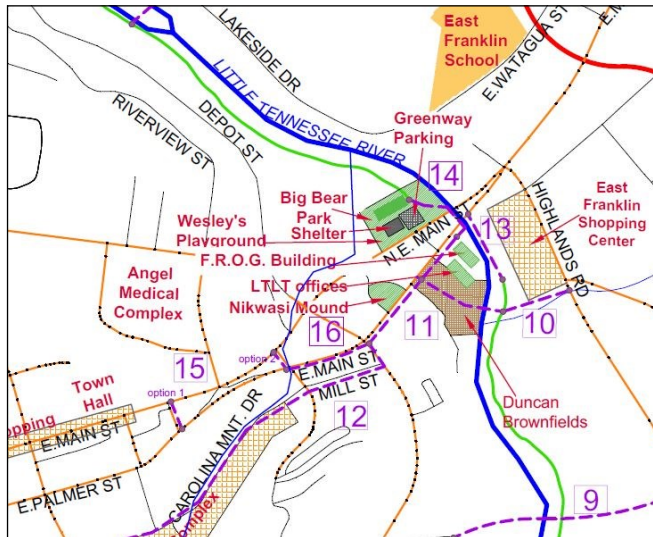 East
Franklin
School
LAKESIDE DR
E.WATAGUA ST
E.M
LITTLE TENNESSEE RIVER
RIVERVIEW ST
DEPOT ST
Greenway
Parking
14
Big Bear
Park
Shelter
Wesley's
Playground
N.E. MAIN ST
13
HIGHLANDS RD
East
Franklin
Shopping
Center
F.R.O.G. Building
LTLT offices
Nikwasi Mound
Angel
Medical
Complex
11
10
16
15
option 2
option 1
E.MAIN ST
MILL ST
12
Town
Hall
opping
E.MAIN ST
CAROLINA MNT. DR
Duncan
Brownfields
E.PALMER ST
complex
9